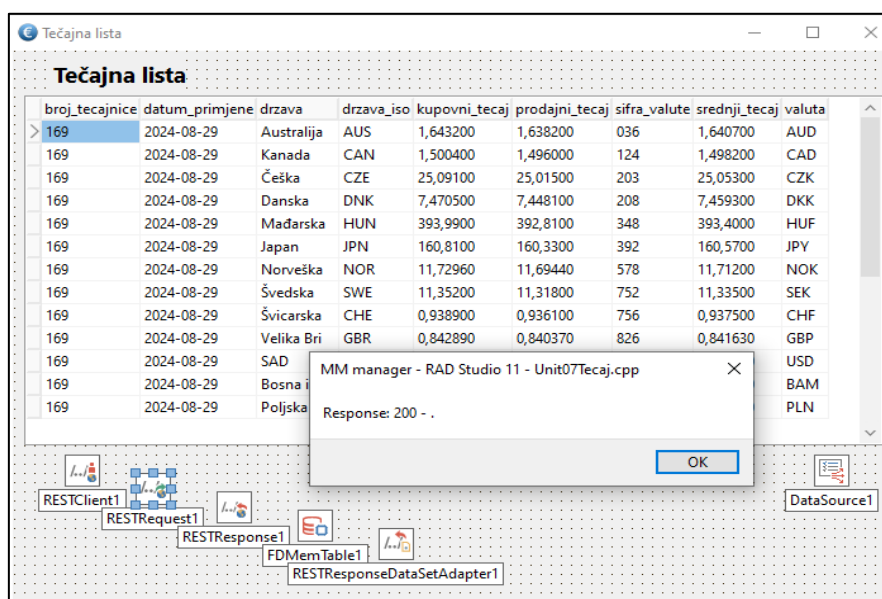 Tečajna lista
Tečajna lista
broj_tecajnice datum_primjene drzava drzava_iso kupovni_tecaj prodajni_tecaj sifra_valute srednji_tecaj valuta
169 2024-08-29 Australija AUS 1,643200 1,638200 036 1,640700 AUD
169 2024-08-29 Kanada CAN 1,500400 1,496000 124 1,498200 CAD
169 2024-08-29 Češka CZE 25,09100 25,01500 203 25,05300 CZK
169 2024-08-29 Danska DNK 7,470500 7,448100 208 7,459300 DKK
169 2024-08-29 Mađarska HUN 393,9900 392,8100 348 393,4000 HUF
169 2024-08-29 Japan JPN 160,8100 160,3300 392 160,5700 JPY
169 2024-08-29 Norveška NOR 11,72960 11,69440 578 11,71200 NOK
169 2024-08-29 Švedska SWE 11,35200 11,31800 752 11,33500 SEK
169 2024-08-29 Švicarska CHE 0,938900 0,936100 756 0,937500 CHF
169 2024-08-29 Velika Bri GBR 0,842890 0,840370 826 0,841630 GBP
169 2024-08-29 SAD USD
169 2024-08-29 Bosna i BAM
169 2024-08-29 Poljska PLN
MM manager - RAD Studio 11 - Unit07Tecaj.cpp
Response: 200 - .
OK
RESTClient1
RESTRequest1
RESTResponse1
FDMemTable1
RESTResponseDataSetAdapter1
DataSource1